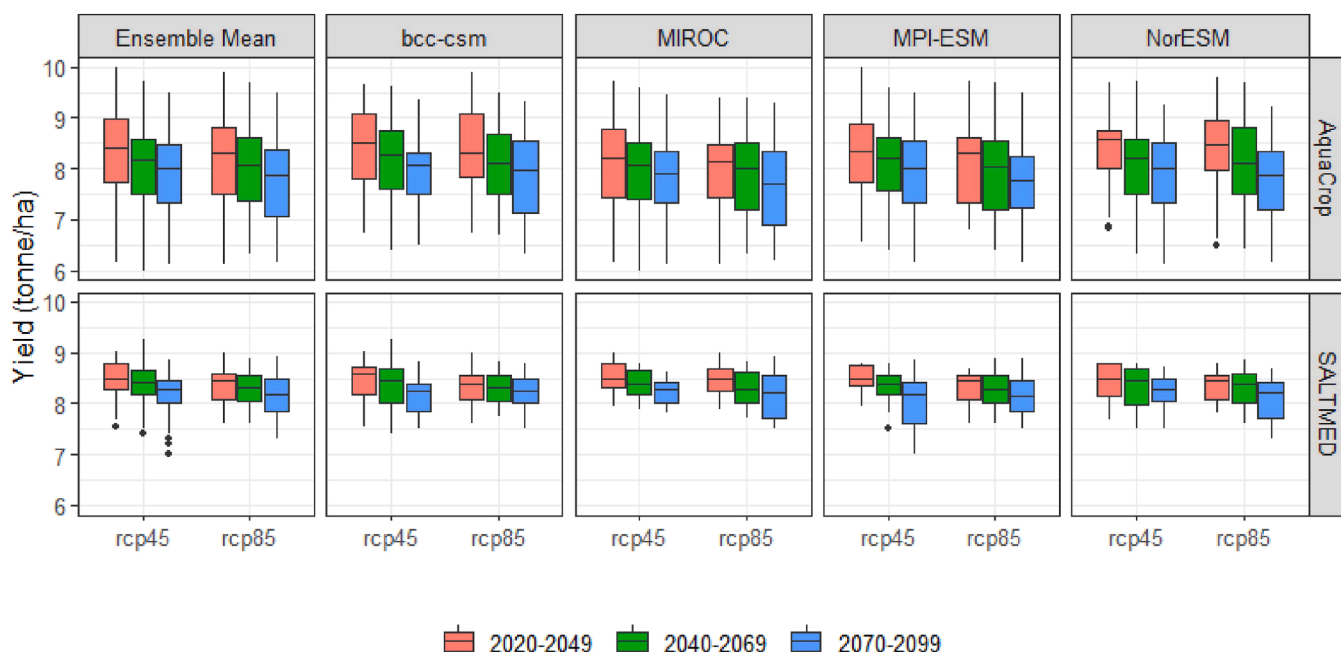 Ensemble Mean bcc-csm MIROC MPI-ESM NorESM
Yield (tonne/ha)
10
9
8
7
6
AquaCrop
10
9
8
7
6
SALTMED
rcp45 rcp85 rcp45 rcp85 rcp45 rcp85 rcp45 rcp85 rcp45 rcp85
2020-2049 2040-2069 2070-2099